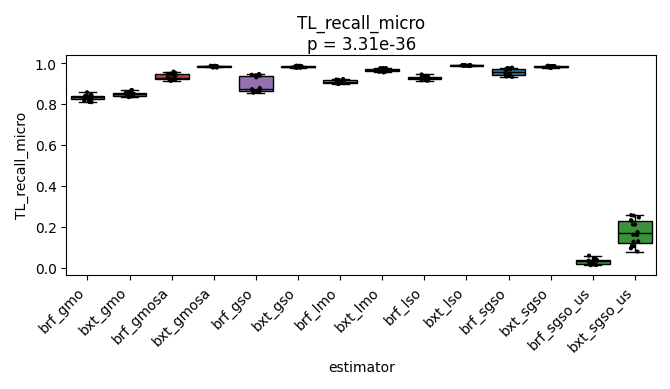 TL_recall_micro
p = 3.31e-36
TL_recall_micro
1.0
0.8
0.6
0.4
0.2
0.0
brf_gmo
bxt_gmo
brf_gmosa
bxt_gmosa
brf_gso
bxt_gso
brf_lmo
bxt_lmo
brf_lso
bxt_lso
brf_sgso
bxt_sgso
brf_sgso_us
bxt_sgso_us
estimator